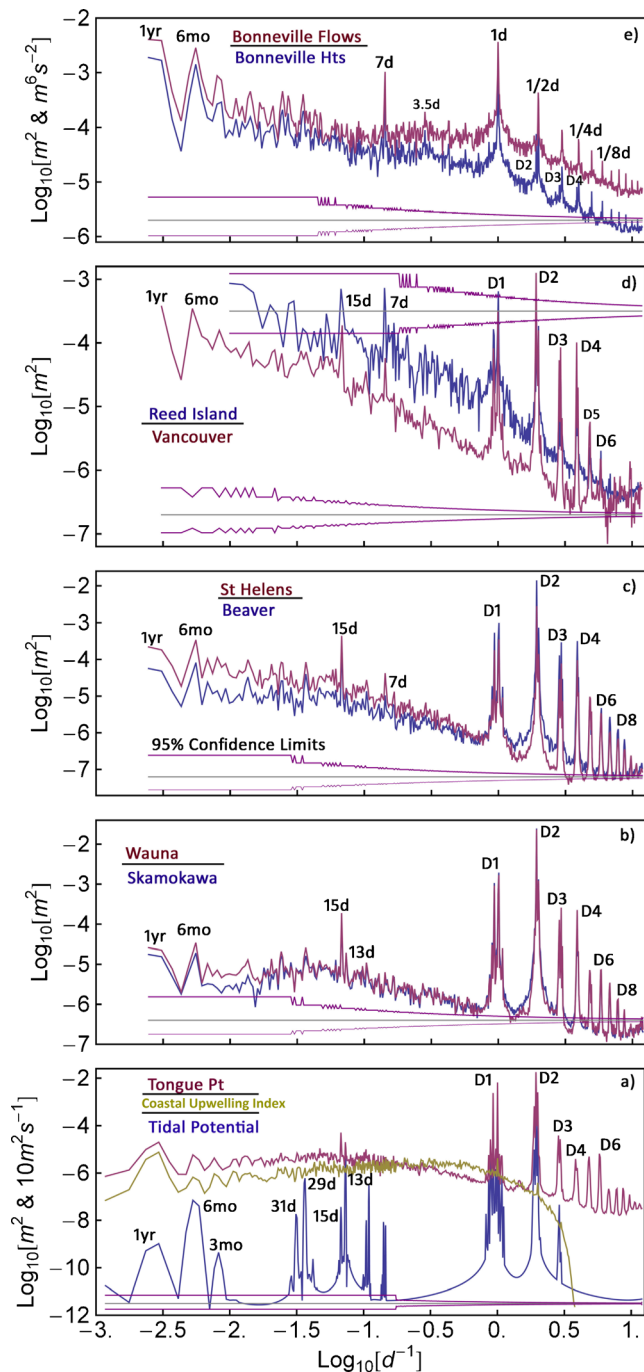 e)
1yr
6mo
Bonneville Flows
Bonneville Hts
7d
3.5d
1d
1/2d
1/4d
1/8d
D2
D3
D4
Log10[m² & m⁶s⁻²]
−2
−3
−4
−5
−6
d)
1yr
6mo
15d
7d
D1
D2
D3
D4
D5
D6
Reed Island
Vancouver
Log₁₀[m²]
−3
−4
−5
−6
−7
c)
St Helens
Beaver
1yr
6mo
15d
7d
D1
D2
D3
D4
D6
D8
95% Confidence Limits
Log₁₀[m²]
−2
−3
−4
−5
−6
−7
b)
Wauna
Skamokawa
1yr
6mo
15d
13d
D1
D2
D3
D4
D6
D8
Log₁₀[m²]
−2
−3
−4
−5
−6
−7
a)
Tongue Pt
Coastal Upwelling Index
Tidal Potential
D1
D2
D3
D4
D6
1yr
6mo
3mo
31d
29d
15d
13d
Log₁₀[m² & 10m²s⁻¹]
−2
−4
−6
−8
−10
−12
−3.0
−2.5
−2.0
−1.5
−1.0
−0.5
0.0
0.5
1.
Log₁₀[d⁻¹]